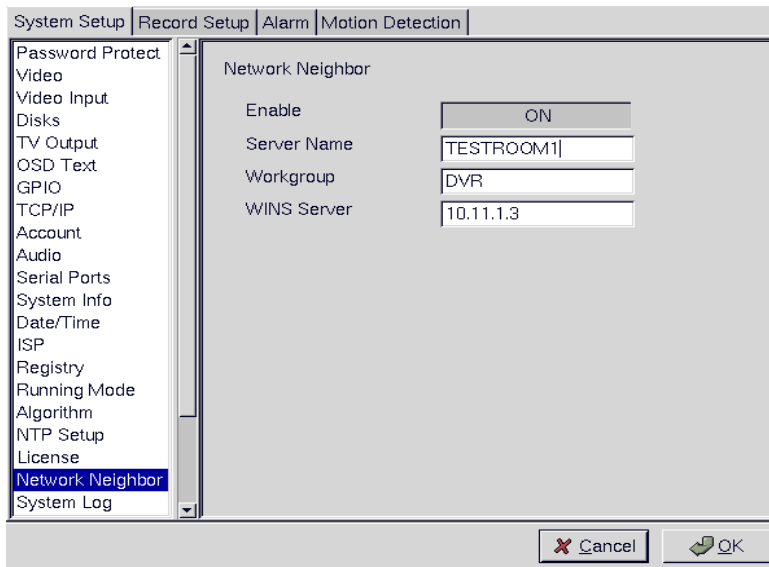 System Setup Record Setup Alarm Motion Detection
Password Protect
Video
Video Input
Disks
TV Output
OSD Text
GPIO
TCP/IP
Account
Audio
Serial Ports
System Info
Date/Time
ISP
Registry
Running Mode
Algorithm
NTP Setup
License
Network Neighbor
System Log
Network Neighbor
Enable ON
Server Name TESTROOM1
Workgroup DVR
WINS Server 10.11.1.3
Cancel OK